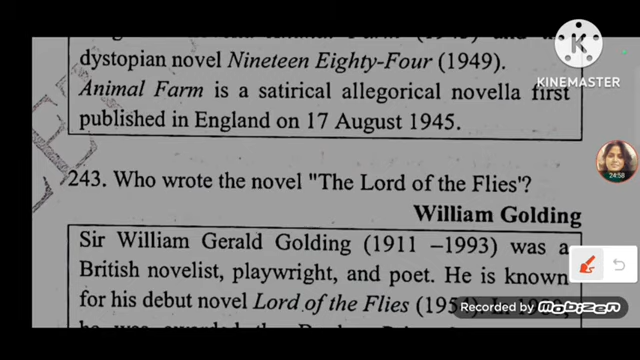 dystopian novel Nineteen Eighty-Four (1949).
KINEMASTER
Animal Farm is a satirical allegorical novella first
published in England on 17 August 1945.
24:58
243. Who wrote the novel "The Lord of the Flies'?
William Golding
Sir William Gerald Golding (1911 –1993) was a
British novelist, playwright, and poet. He is known
for his debut novel Lord of the Flies
Recorded by MOBIZEN